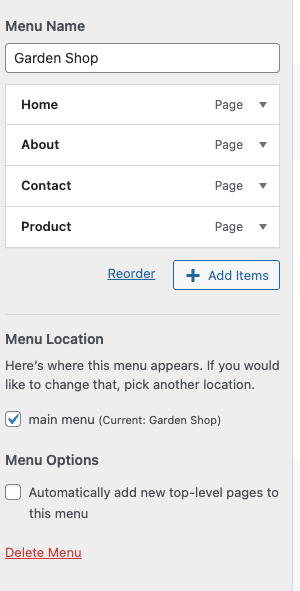 Menu Name
Garden Shop
Home Page
About Page
Contact Page
Product Page
Reorder Add Items
Menu Location
Here’s where this menu appears. If you would
like to change that, pick another location.
main menu (Current: Garden Shop)
Menu Options
Automatically add new top-level pages to
this menu
Delete Menu